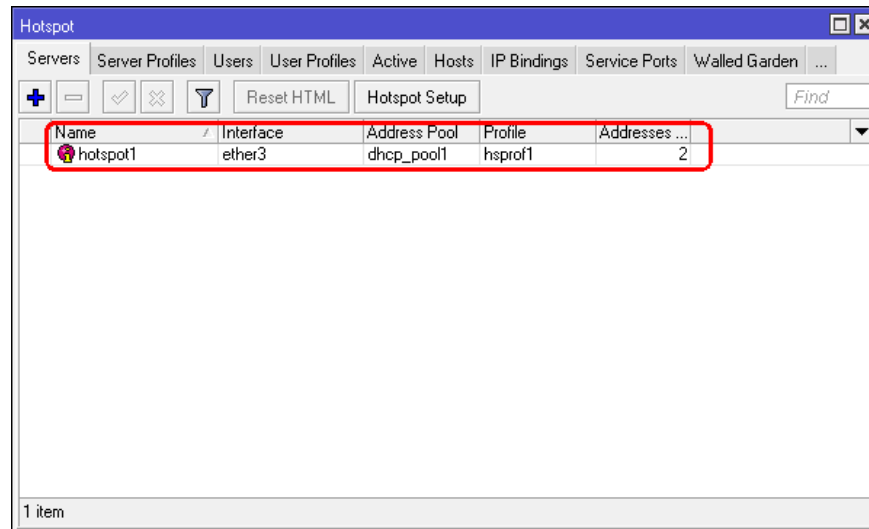 Hotspot
Servers Server Profiles Users User Profiles Active Hosts IP Bindings Service Ports Walled Garden ...
Reset HTML Hotspot Setup Find
Name Interface Address Pool Profile Addresses ...
hotspot1 ether3 dhcp_pool1 hsprof1 2
1 item